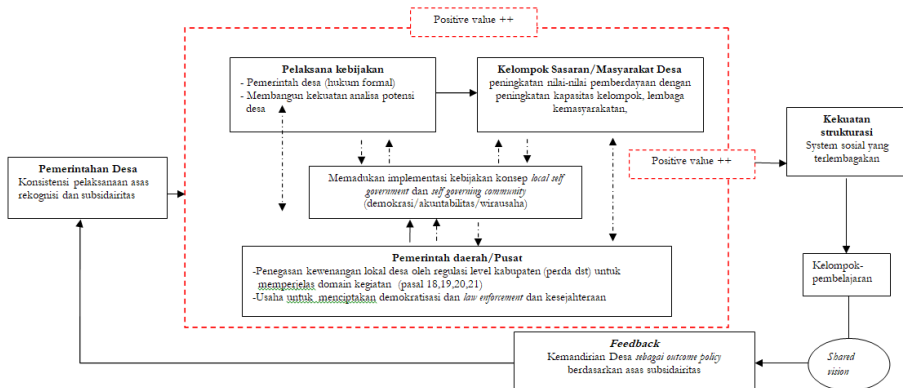 Positive value ++
Pelaksana kebijakan
- Pemerintah desa (hukum formal)
- Membangun kekuatan analisa potensi
desa
Kelompok Sasaran/Masyarakat Desa
peningkatan nilai-nilai pemberdayaan dengan
peningkatan kapasitas kelompok, lembaga
kemasyarakatan,
Kekuatan
strukturasi
System sosial yang
terlembagakan
Positive value ++
Pemerintahan Desa
Konsistensi pelaksanaan asas
rekognisi dan subsidairitas
Memadukan implementasi kebijakan konsep local self
government dan self governing community
(demokrasi/akuntabilitas/wirausaha)
Pemerintah daerah/Pusat
-Penegasan kewenangan lokal desa oleh regulasi level kabupaten (perda dst) untuk
memperjelas domain kegiatan (pasal 18,19,20,21)
-Usaha untuk menciptakan demokratisasi dan law enforcement dan kesejahteraan
Kelompok-
pembelajaran
Feedback
Kemandirian Desa sebagai outcome policy
berdasarkan asas subsidairitas
Shared
vision